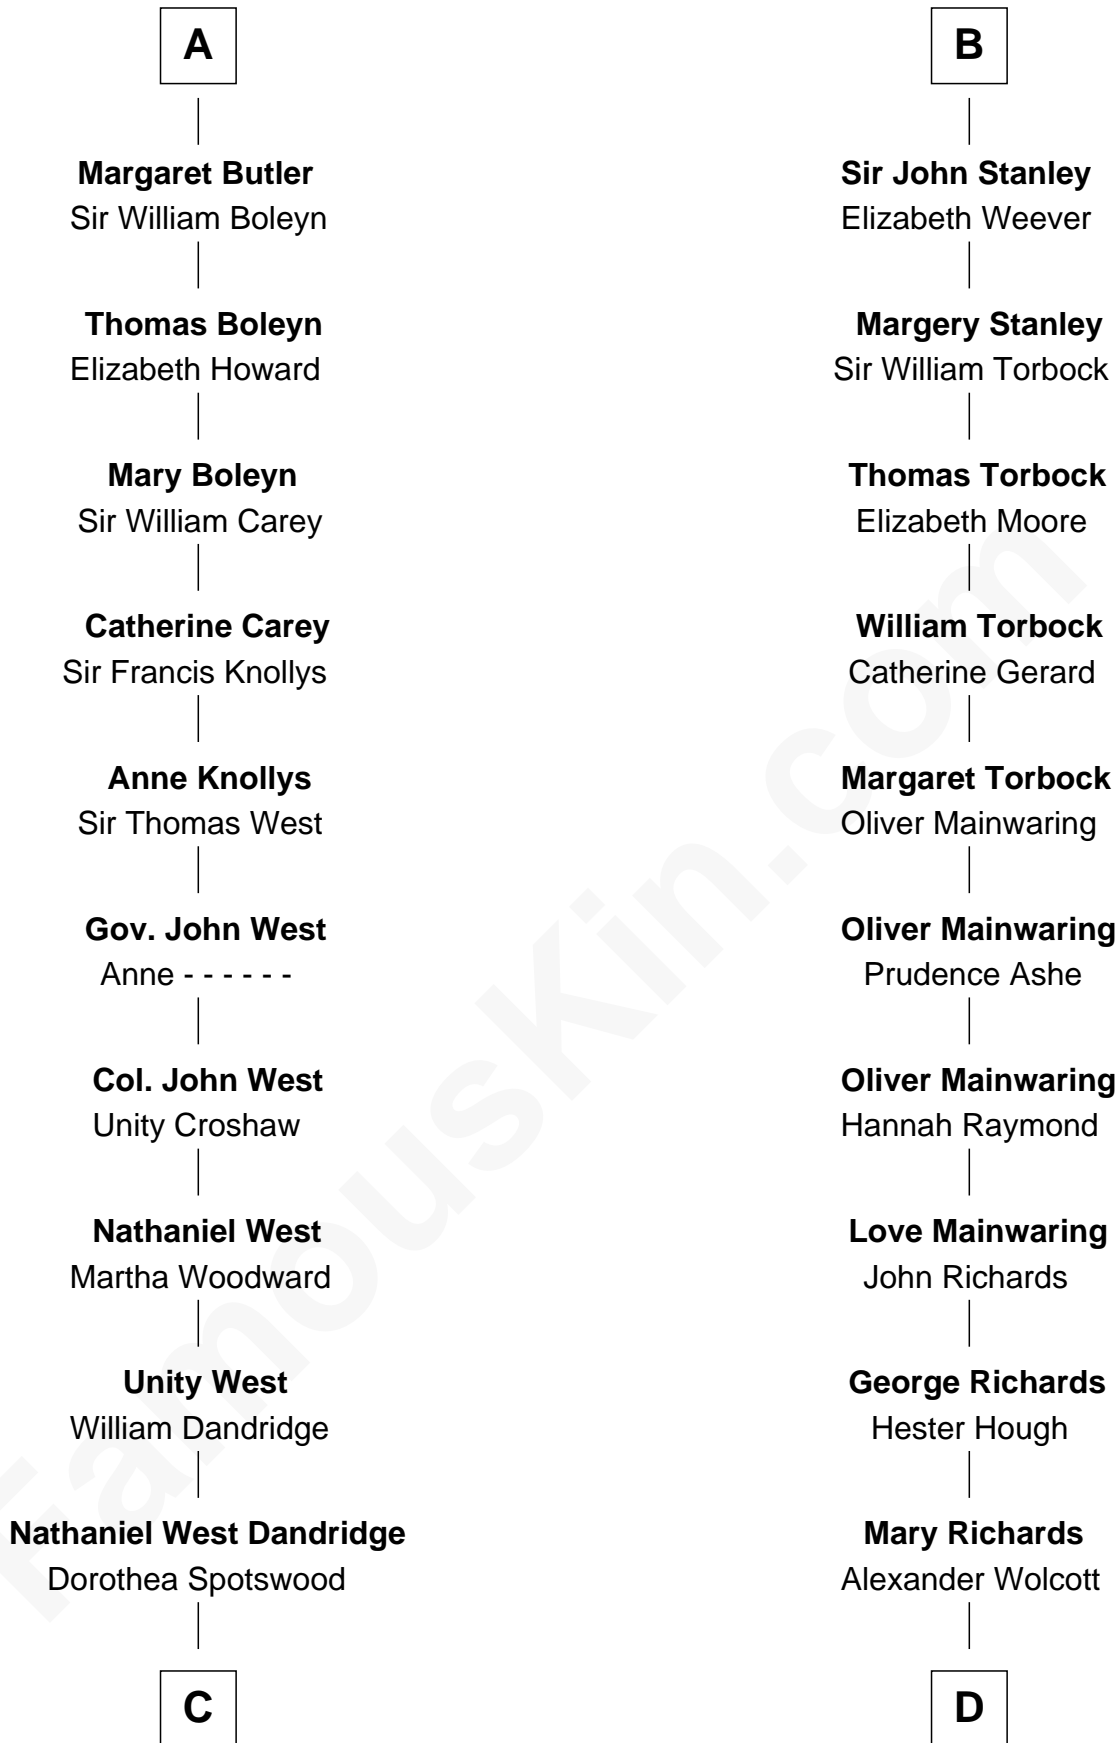 A
Margaret Butler
Sir William Boleyn
Thomas Boleyn
Elizabeth Howard
Mary Boleyn
Sir William Carey
Catherine Carey
Sir Francis Knollys
Anne Knollys
Sir Thomas West
Gov. John West
Anne - - - - - -
Col. John West
Unity Croshaw
Nathaniel West
Martha Woodward
Unity West
William Dandridge
Nathaniel West Dandridge
Dorothea Spotswood
C
B
Sir John Stanley
Elizabeth Weever
Margery Stanley
Sir William Torbock
Thomas Torbock
Elizabeth Moore
William Torbock
Catherine Gerard
Margaret Torbock
Oliver Mainwaring
Oliver Mainwaring
Prudence Ashe
Oliver Mainwaring
Hannah Raymond
Love Mainwaring
John Richards
George Richards
Hester Hough
Mary Richards
Alexander Wolcott
D
FamousKin.com